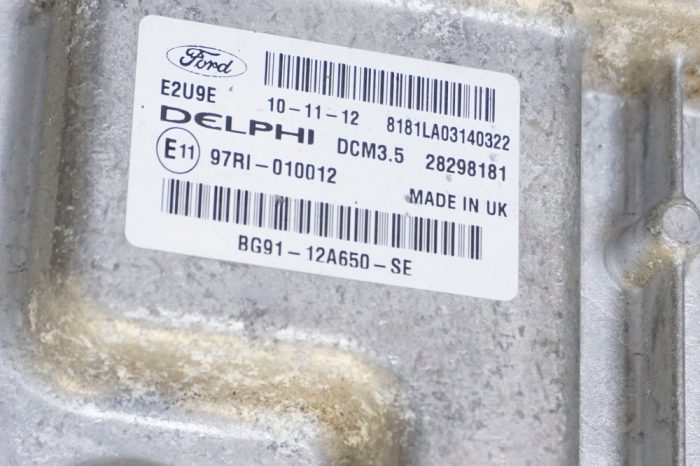 Ford
E2U9E 10-11-12 8181LA03140322
DELPHI DCM3.5 28298181
E11 97RI-010012 MADE IN UK
BG91-12A650-SE